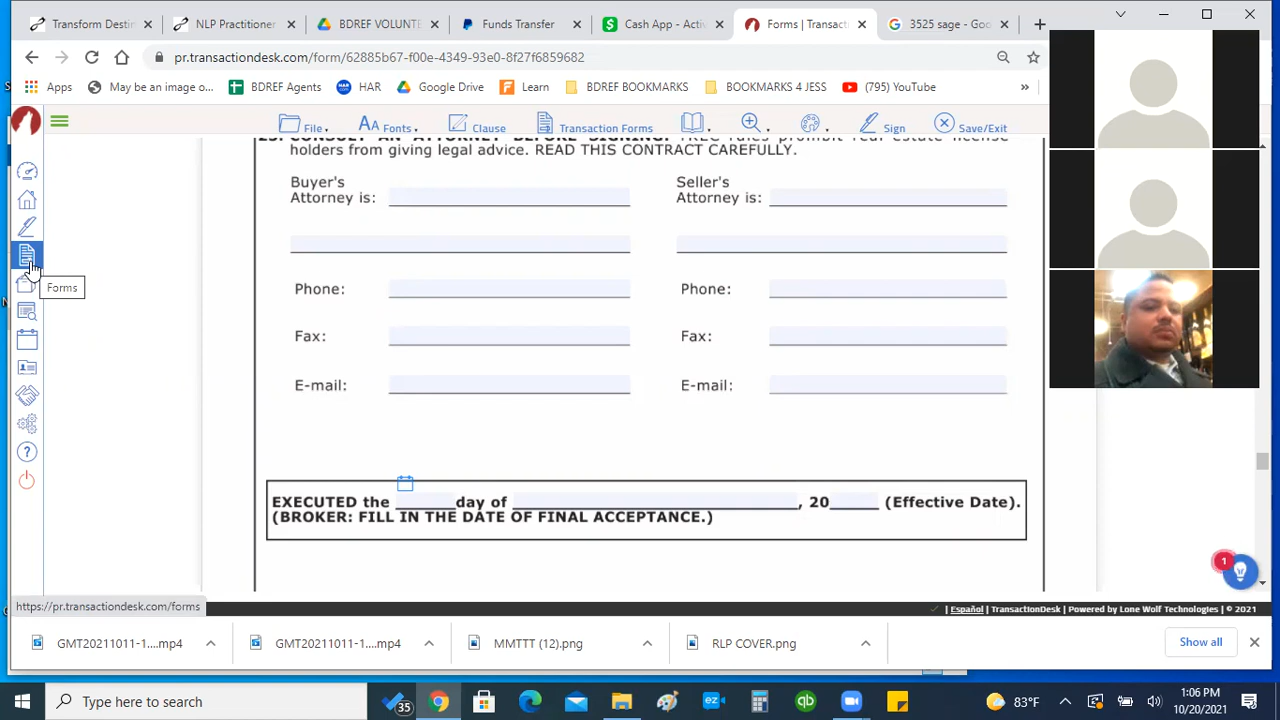 Transform Destin
NLP Practitioner
BDREF VOLUNTE
Funds Transfer
Cash App - Activ
Forms | Transact
3525 sage - Goo
pr.transactiondesk.com/form/62885b67-f00e-4349-93e0-8f27f6859682
Apps
May be an image o...
BDREF Agents
HAR
Google Drive
Learn
BDREF BOOKMARKS
BOOKMARKS 4 JESS
(795) YouTube
»
File
Fonts
Clause
Transaction Forms
Sign
Save/Exit
holders from giving legal advice. READ THIS CONTRACT CAREFULLY.
Buyer's
Attorney is:
Seller's
Attorney is:
Phone:
Phone:
Fax:
Fax:
E-mail:
E-mail:
Forms
EXECUTED the day of , 20 (Effective Date).
(BROKER: FILL IN THE DATE OF FINAL ACCEPTANCE.)
1
https://pr.transactiondesk.com/forms
| Español | TransactionDesk | Powered by Lone Wolf Technologies | © 2021
GMT20211011-1....mp4
GMT20211011-1....mp4
MMTTT (12).png
RLP COVER.png
Show all
Type here to search
35
ez
qb
83°F
1:06 PM
10/20/2021